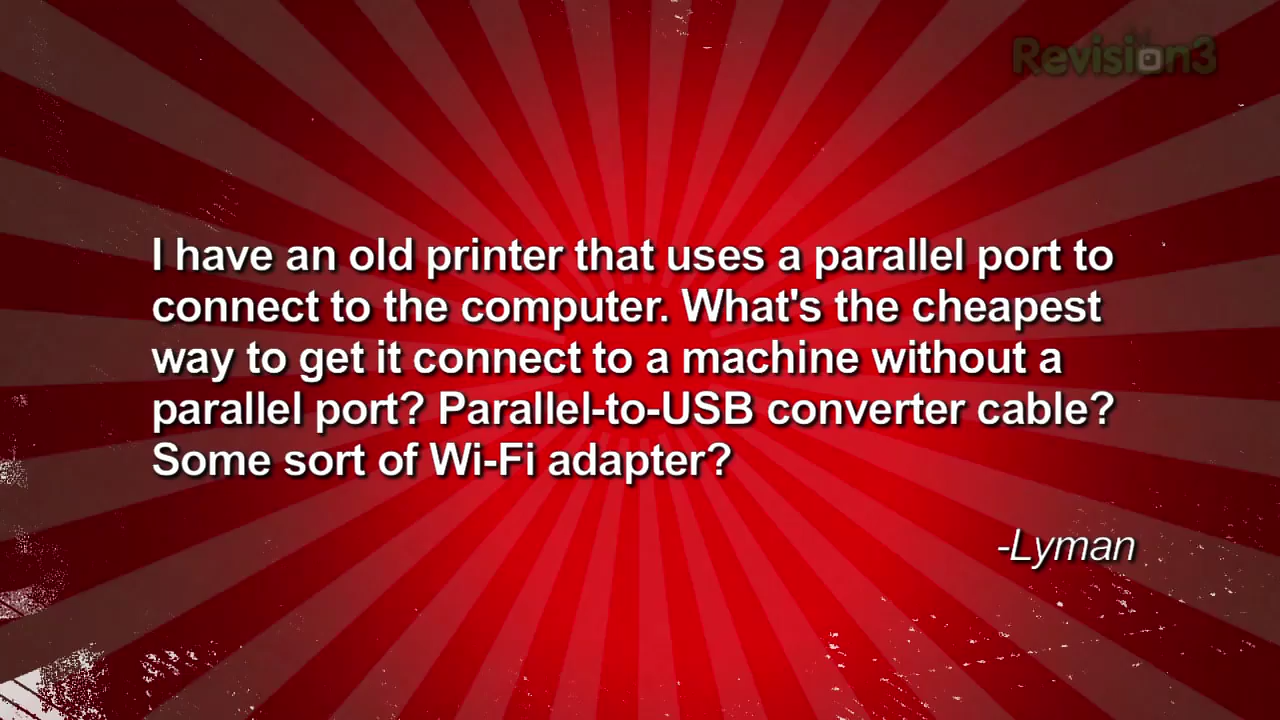 Revision3
I have an old printer that uses a parallel port to
connect to the computer. What's the cheapest
way to get it connect to a machine without a
parallel port? Parallel-to-USB converter cable?
Some sort of Wi-Fi adapter?
-Lyman